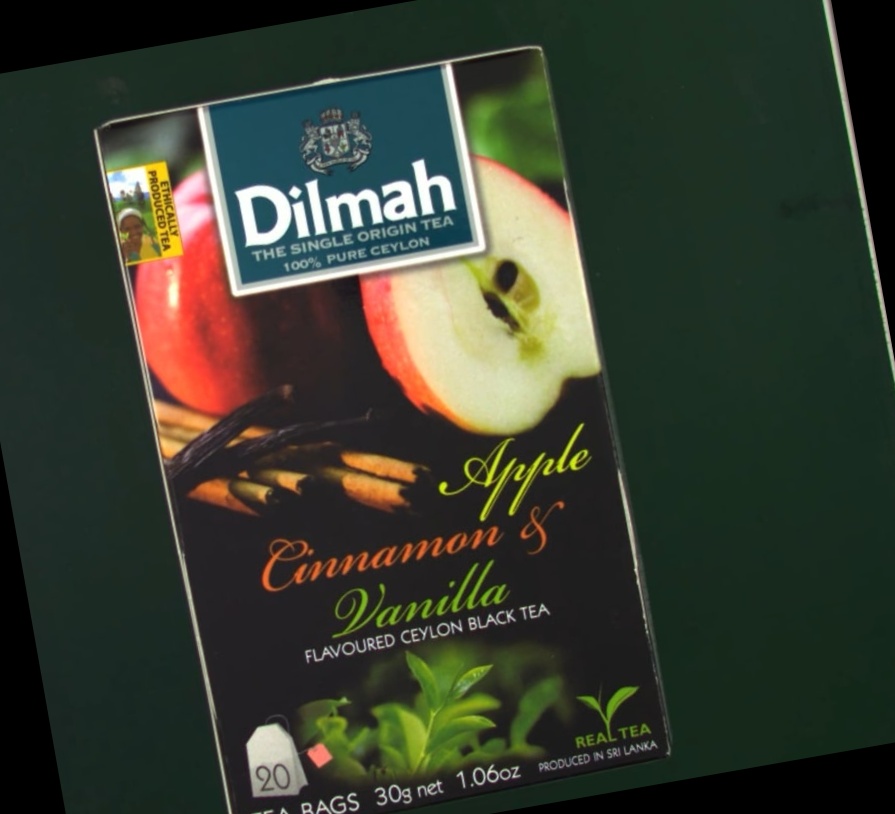 ETHICALLY
PRODUCED TEA
Dilmah
THE SINGLE ORIGIN TEA
100% PURE CEYLON
Apple
Cinnamon &
Vanilla
FLAVOURED CEYLON BLACK TEA
20
TEA BAGS 30g net 1.06oz
REAL TEA
PRODUCED IN SRI LANKA